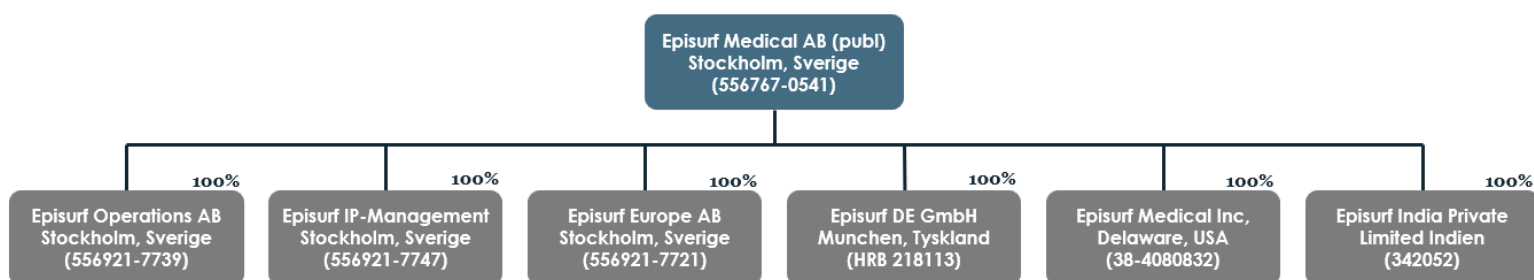 Episurf Medical AB (publ)
Stockholm, Sverige
(556767-0541)
100%
Episurf Operations AB
Stockholm, Sverige
(556921-7739)
100%
Episurf IP-Management
Stockholm, Sverige
(556921-7747)
100%
Episurf Europe AB
Stockholm, Sverige
(556921-7721)
100%
Episurf DE GmbH
Munchen, Tyskland
(HRB 218113)
100%
Episurf Medical Inc,
Delaware, USA
(38-4080832)
100%
Episurf India Private
Limited Indien
(342052)